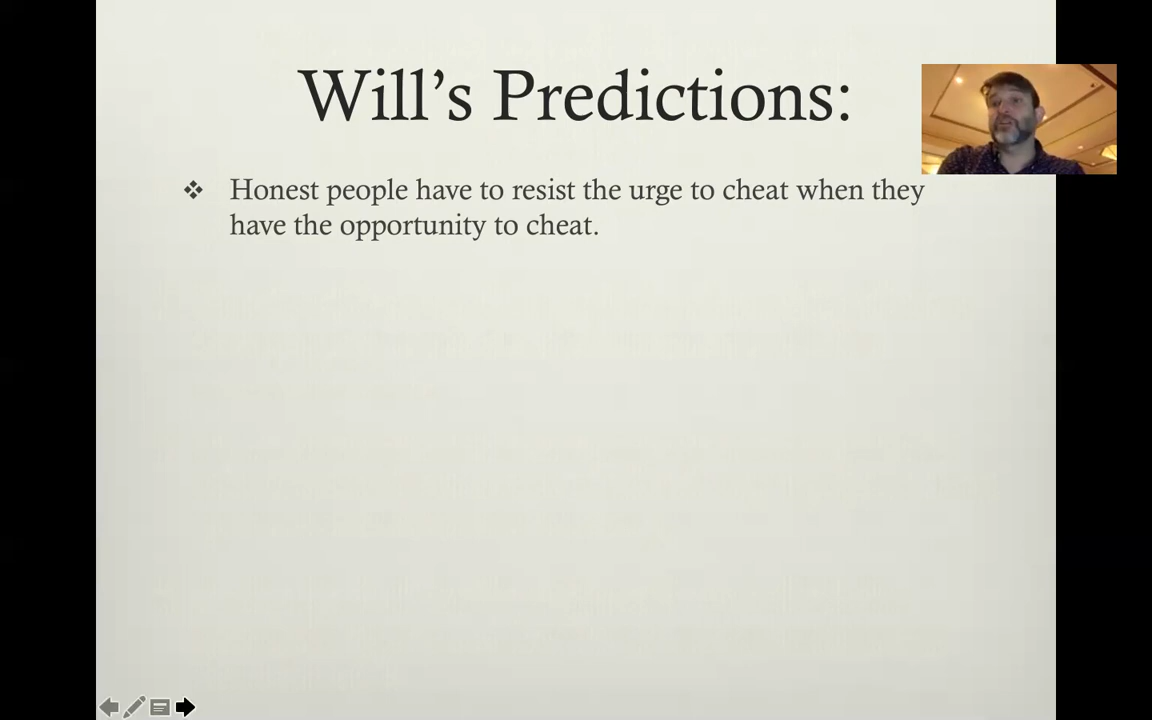 Will’s Predictions:
❖ Honest people have to resist the urge to cheat when they
have the opportunity to cheat.